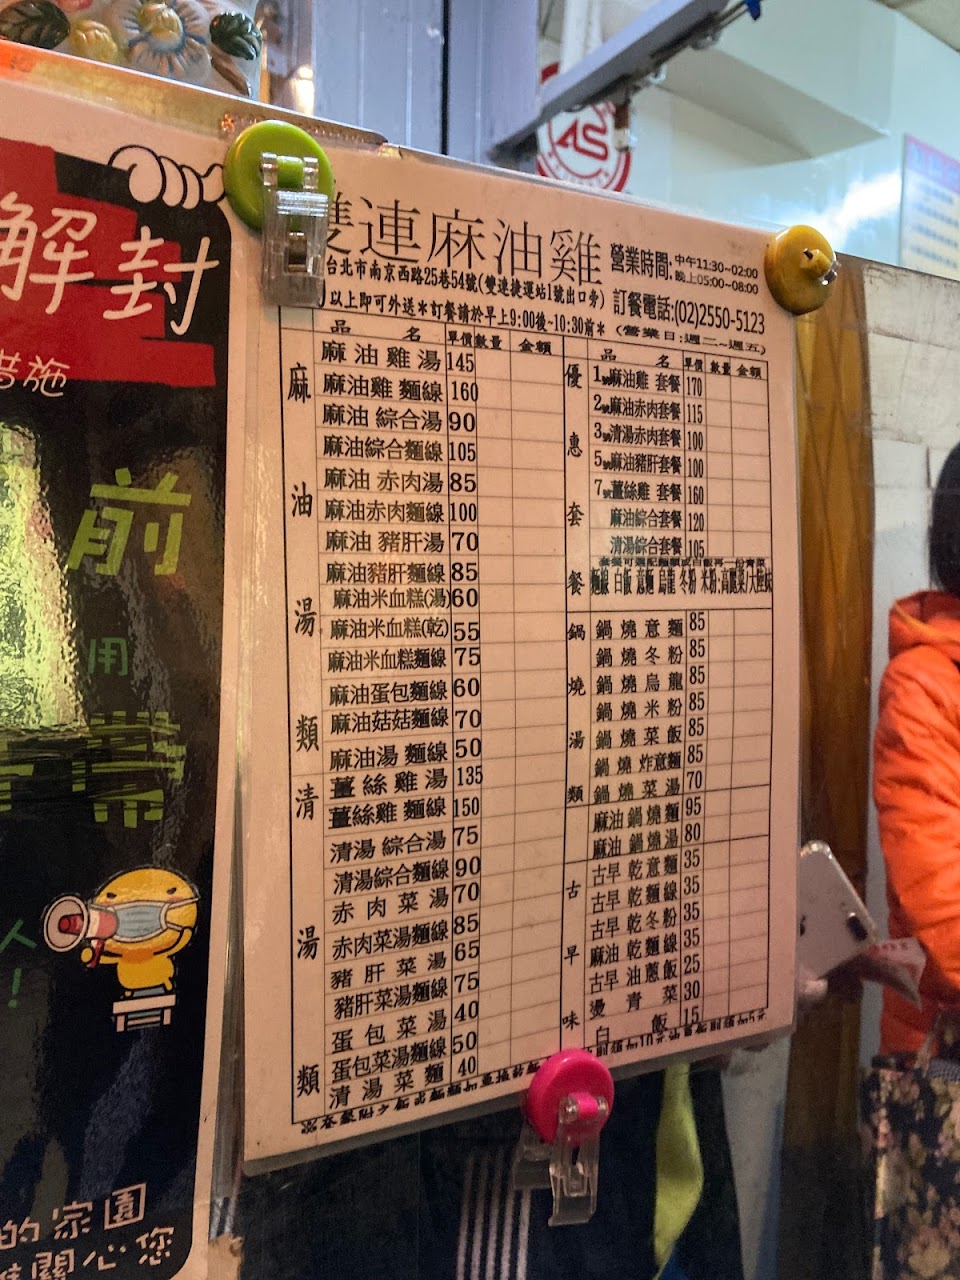 解封
措施
前
用
常
人
！
的家園
關心您
雙連麻油雞
營業時間:中午11:30~02:00
晚上05:00~08:00
台北市南京西路25巷54號(雙連捷運站1號出口旁)
訂餐電話:(02)2550-5123
以上即可外送*訂餐請於早上9:00後~10:30前*
(營業日:週二~週五)
品 名 單價 數量 金額
麻油湯類
麻油雞湯 145
麻油雞 麵線 160
麻油 綜合湯 90
麻油綜合麵線 105
麻油 赤肉湯 85
麻油赤肉麵線 100
麻油 豬肝湯 70
麻油豬肝麵線 85
麻油米血糕(湯) 60
麻油米血糕(乾) 55
麻油米血糕麵線 75
麻油蛋包麵線 60
麻油菇菇麵線 70
麻油湯 麵線 50
清湯類
薑絲雞湯 135
薑絲雞 麵線 150
清湯 綜合湯 75
清湯綜合麵線 90
赤肉菜湯 70
赤肉菜湯麵線 85
豬肝菜湯 65
豬肝菜湯麵線 75
蛋包菜湯 40
蛋包菜湯麵線 50
清湯菜麵 40
品 名 單價 數量 金額
優惠套餐
1號麻油雞 套餐 170
2號麻油赤肉套餐 115
3號清湯赤肉套餐 100
5號麻油豬肝套餐 100
7號薑絲雞 套餐 160
麻油綜合套餐 120
清湯綜合套餐 105
麵線 白飯 意麵 烏龍 冬粉 米粉
鍋燒湯類
鍋燒意麵 85
鍋燒冬粉 85
鍋燒烏龍 85
鍋燒米粉 85
鍋燒菜飯 85
鍋燒 炸意麵 85
鍋燒菜湯 70
麻油 鍋燒麵 95
麻油 鍋燒湯 80
古早味
古早 乾意麵 35
古早 乾麵線 35
古早 乾冬粉 35
麻油 乾麵線 35
古早 油蔥飯 25
燙青菜 30
白飯 15